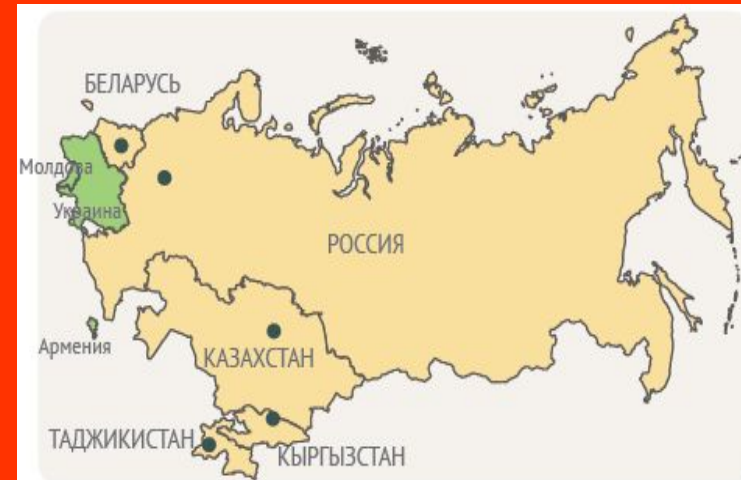 БЕЛАРУСЬ
Молдова
Украина
РОССИЯ
Армения
КАЗАХСТАН
ТАДЖИКИСТАН
КЫРГЫЗСТАН